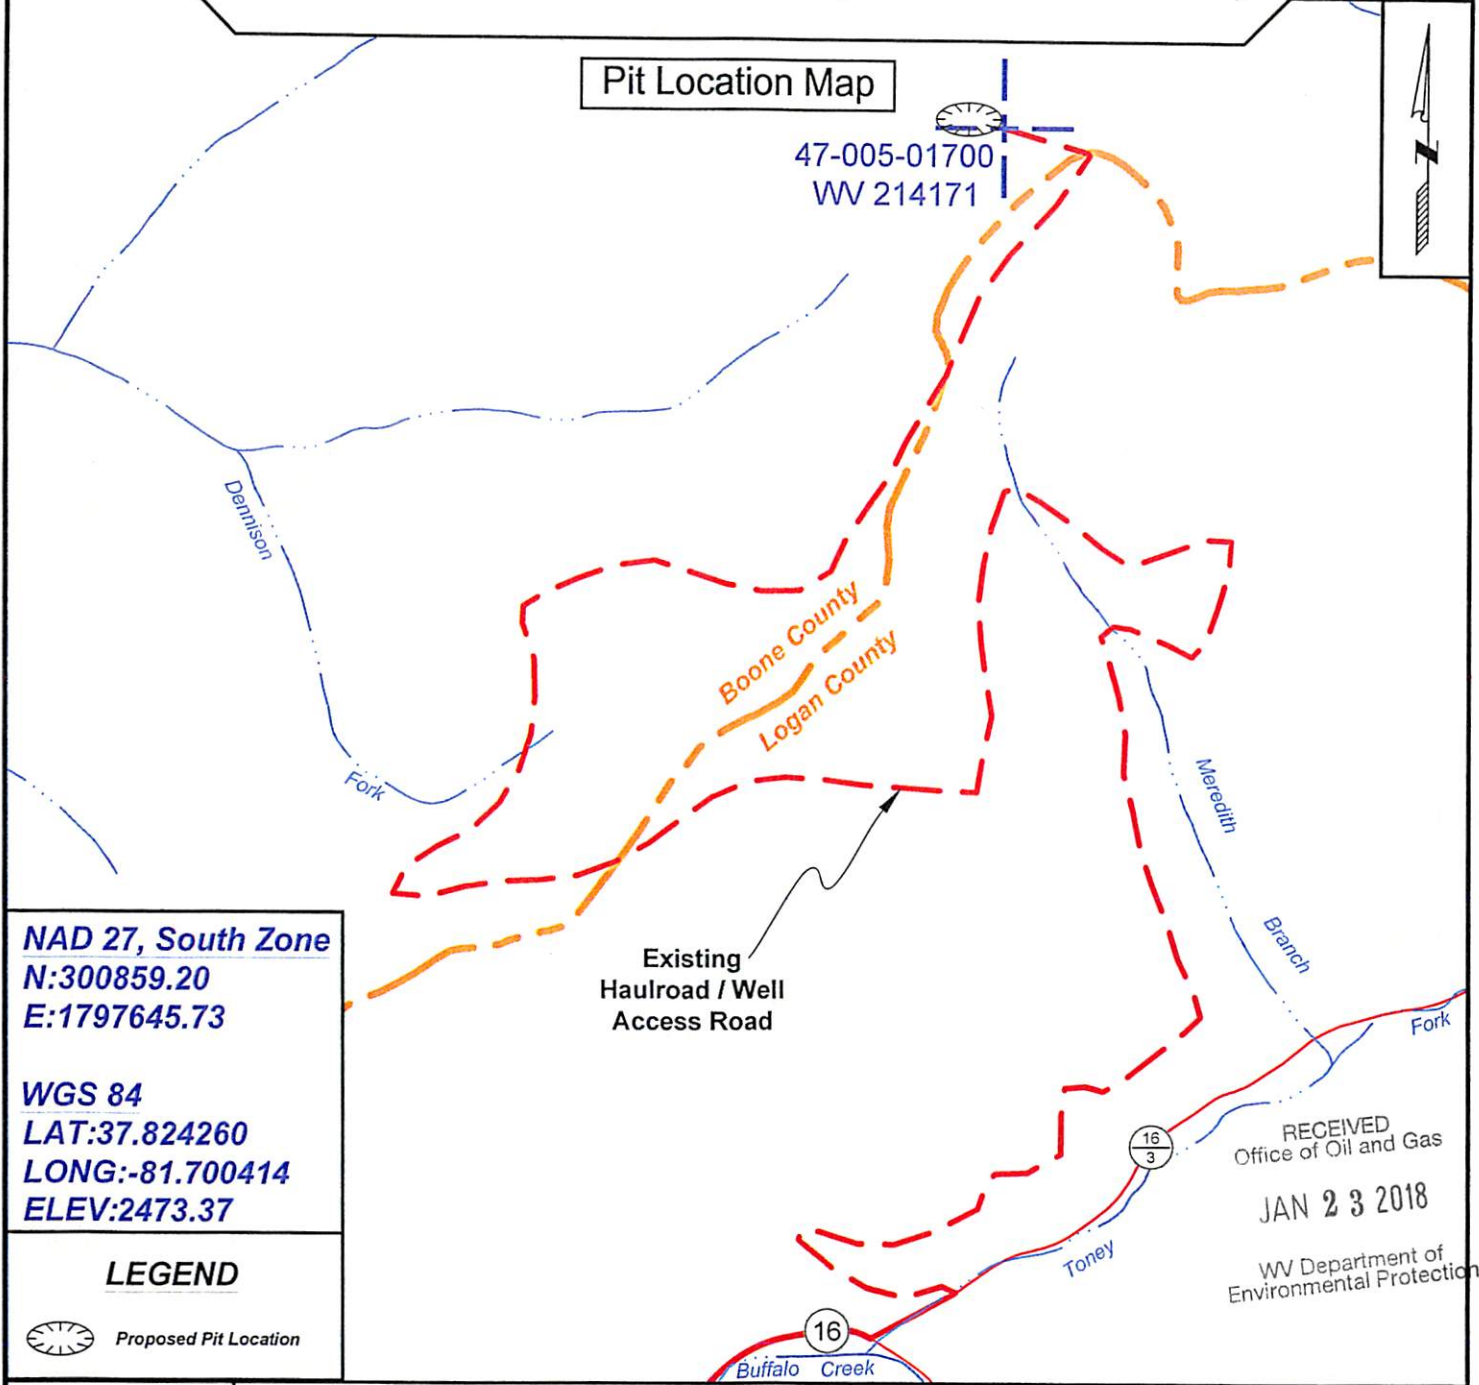 Pit Location Map
N
47-005-01700
WV 214171
Dennison
Fork
Boone County
Logan County
Meredith
Branch
Existing
Haulroad / Well
Access Road
NAD 27, South Zone
N:300859.20
E:1797645.73
WGS 84
LAT:37.824260
LONG:-81.700414
ELEV:2473.37
LEGEND
Proposed Pit Location
Fork
16
3
Toney
RECEIVED
Office of Oil and Gas
JAN 23 2018
WV Department of
Environmental Protection
16
Buffalo Creek